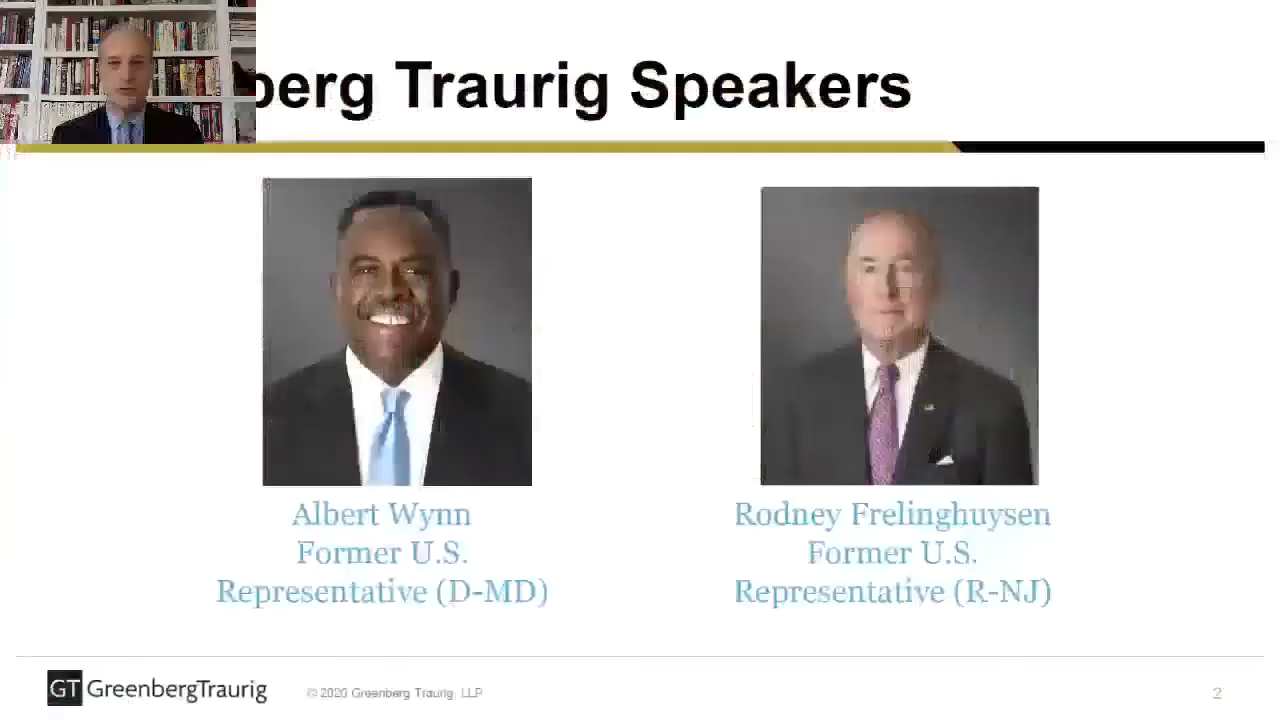 berg Traurig Speakers
Albert Wynn
Former U.S.
Representative (D-MD)
Rodney Frelinghuysen
Former U.S.
Representative (R-NJ)
GT GreenbergTraurig
© 2020 Greenberg Traurig, LLP
2